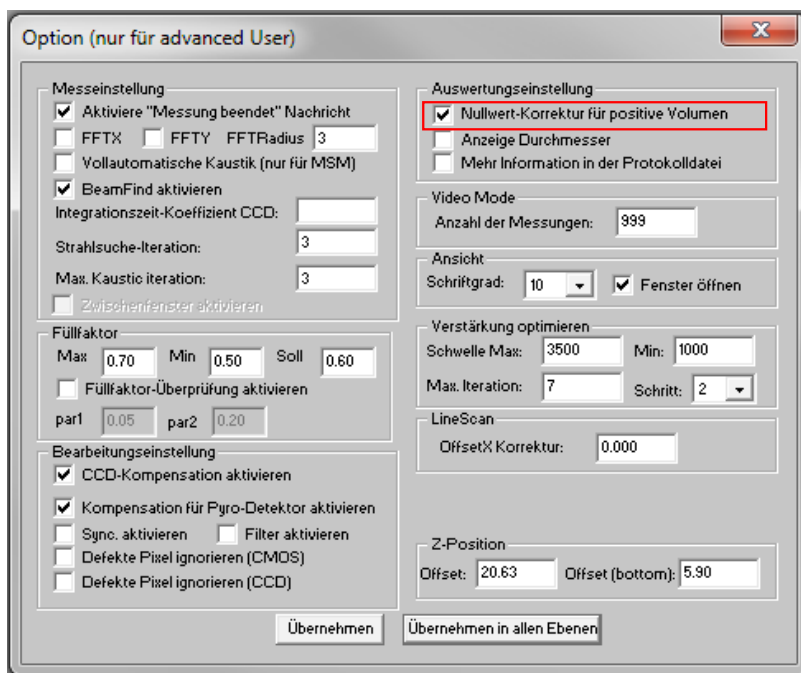 Option (nur für advanced User)
Messeinstellung
Aktiviere "Messung beendet" Nachricht
FFTX FFTY FFTRadius 3
Vollautomatische Kaustik (nur für MSM)
BeamFind aktivieren
Integrationszeit-Koeffizient CCD:
Strahlsuche-Iteration: 3
Max. Kaustic iteration: 3
Zwischenfenster aktivieren
Füllfaktor
Max 0.70 Min 0.50 Soll 0.60
Füllfaktor-Überprüfung aktivieren
par1 0.05 par2 0.20
Bearbeitungseinstellung
CCD-Kompensation aktivieren
Kompensation für Pyro-Detektor aktivieren
Sync. aktivieren Filter aktivieren
Defekte Pixel ignorieren (CMOS)
Defekte Pixel ignorieren (CCD)
Auswertungseinstellung
Nullwert-Korrektur für positive Volumen
Anzeige Durchmesser
Mehr Information in der Protokolldatei
Video Mode
Anzahl der Messungen: 999
Ansicht
Schriftgrad: 10 Fenster öffnen
Verstärkung optimieren
Schwelle Max: 3500 Min: 1000
Max. Iteration: 7 Schritt: 2
LineScan
OffsetX Korrektur: 0.000
Z-Position
Offset: 20.63 Offset (bottom): 5.90
Übernehmen Übernehmen in allen Ebenen